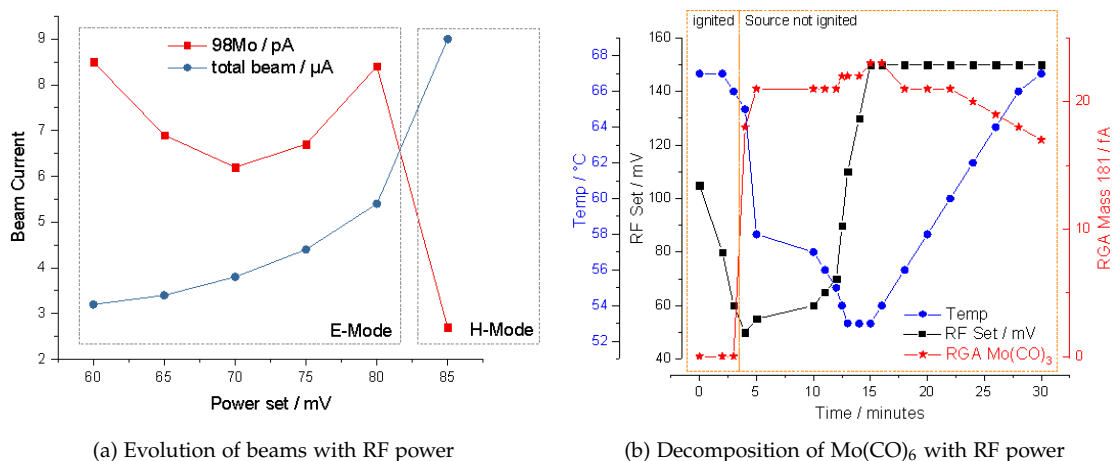 98Mo / pA
total beam / µA
E-Mode
H-Mode
Beam Current
9
8
7
6
5
4
3
2
60 65 70 75 80 85
Power set / mV
(a) Evolution of beams with RF power
ignited Source not ignited
Temp / °C
68
66
64
62
60
58
56
54
52
RF Set / mV
160
140
120
100
80
60
40
RGA Mass 181 / fA
20
10
0
Temp
RF Set / mV
RGA Mo(CO)₃
0 5 10 15 20 25 30
Time / minutes
(b) Decomposition of Mo(CO)₆ with RF power